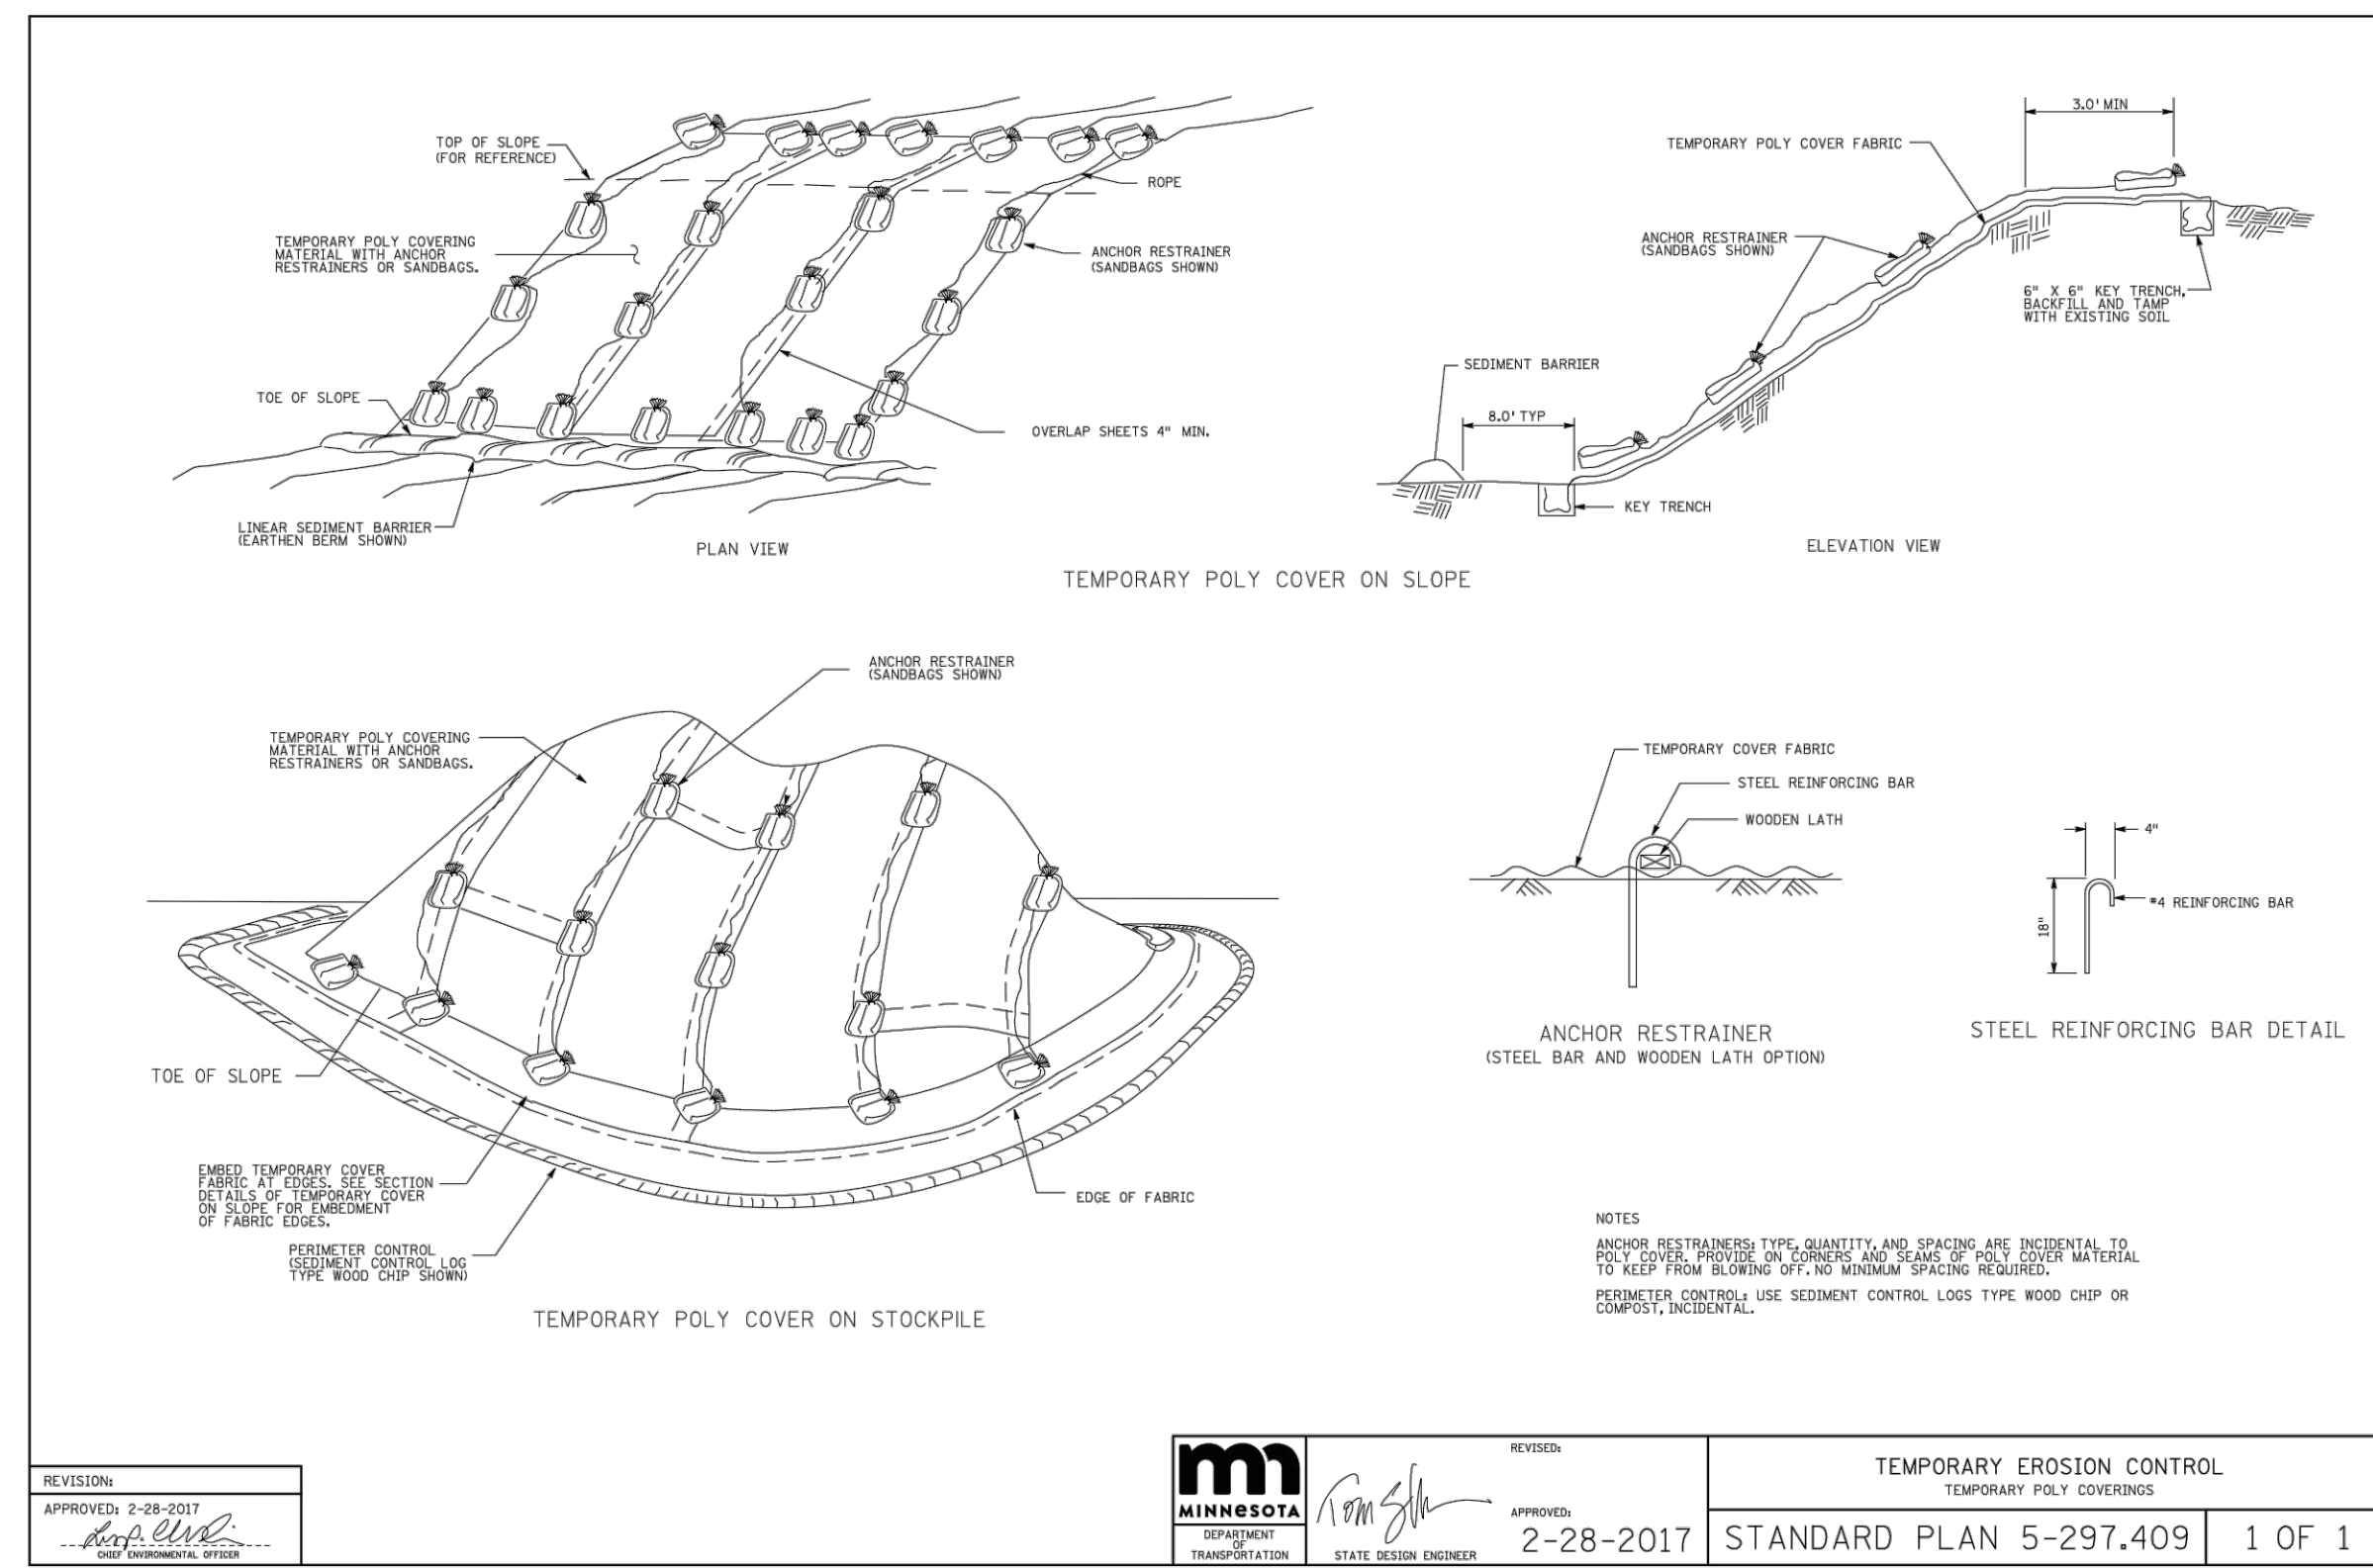 TOP OF SLOPE
(FOR REFERENCE)
ROPE
TEMPORARY POLY COVERING
MATERIAL WITH ANCHOR
RESTRAINERS OR SANDBAGS.
ANCHOR RESTRAINER
(SANDBAGS SHOWN)
TOE OF SLOPE
OVERLAP SHEETS 4" MIN.
LINEAR SEDIMENT BARRIER
(EARTHEN BERM SHOWN)
PLAN VIEW
3.0' MIN
TEMPORARY POLY COVER FABRIC
ANCHOR RESTRAINER
(SANDBAGS SHOWN)
6" X 6" KEY TRENCH,
BACKFILL AND TAMP
WITH EXISTING SOIL
SEDIMENT BARRIER
8.0' TYP
KEY TRENCH
ELEVATION VIEW
TEMPORARY POLY COVER ON SLOPE
ANCHOR RESTRAINER
(SANDBAGS SHOWN)
TEMPORARY POLY COVERING
MATERIAL WITH ANCHOR
RESTRAINERS OR SANDBAGS.
TOE OF SLOPE
EMBED TEMPORARY COVER
FABRIC AT EDGES. SEE SECTION
DETAILS OF TEMPORARY COVER
ON SLOPE FOR EMBEDMENT
OF FABRIC EDGES.
EDGE OF FABRIC
PERIMETER CONTROL
(SEDIMENT CONTROL LOG
TYPE WOOD CHIP SHOWN)
TEMPORARY POLY COVER ON STOCKPILE
TEMPORARY COVER FABRIC
STEEL REINFORCING BAR
WOODEN LATH
ANCHOR RESTRAINER
(STEEL BAR AND WOODEN LATH OPTION)
4"
18"
#4 REINFORCING BAR
STEEL REINFORCING BAR DETAIL
NOTES
ANCHOR RESTRAINERS: TYPE, QUANTITY, AND SPACING ARE INCIDENTAL TO
POLY COVER. PROVIDE ON CORNERS AND SEAMS OF POLY COVER MATERIAL
TO KEEP FROM BLOWING OFF. NO MINIMUM SPACING REQUIRED.
PERIMETER CONTROL: USE SEDIMENT CONTROL LOGS TYPE WOOD CHIP OR
COMPOST, INCIDENTAL.
REVISION:
APPROVED: 2-28-2017
CHIEF ENVIRONMENTAL OFFICER
m
MINNESOTA
DEPARTMENT
OF
TRANSPORTATION
STATE DESIGN ENGINEER
REVISED:
APPROVED:
2-28-2017
TEMPORARY EROSION CONTROL
TEMPORARY POLY COVERINGS
STANDARD PLAN 5-297.409
1 OF 1